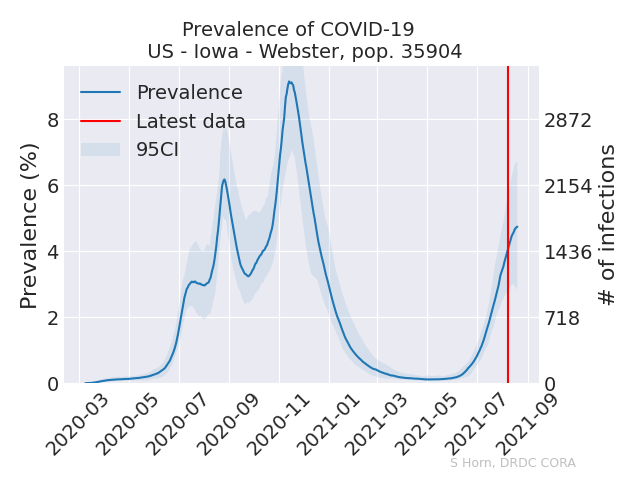 Prevalence of COVID-19
US - Iowa - Webster, pop. 35904
Prevalence
Latest data
95CI
Prevalence (%)
8
6
4
2
0
2872
2154
1436
718
0
# of infections
2020-03
2020-05
2020-07
2020-09
2020-11
2021-01
2021-03
2021-05
2021-07
2021-09
S Horn, DRDC CORA